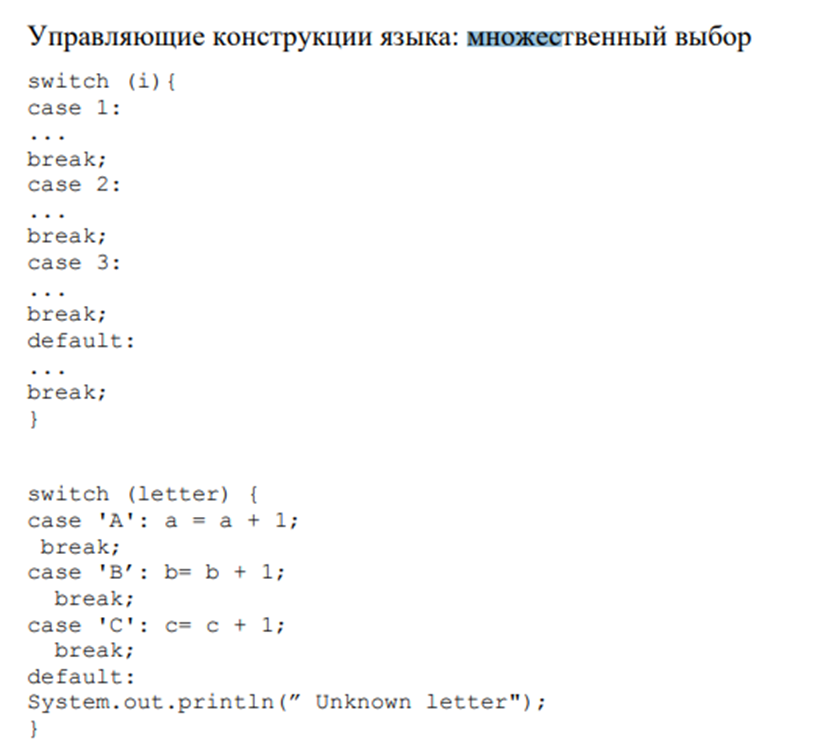 Управляющие конструкции языка: множественный выбор
switch (i){
case 1:
...
break;
case 2:
...
break;
case 3:
...
break;
default:
...
break;
}
switch (letter) {
case 'A': a = a + 1;
break;
case 'B′: b= b + 1;
break;
case 'C': c= c + 1;
break;
default:
System.out.println(″ Unknown letter");
}